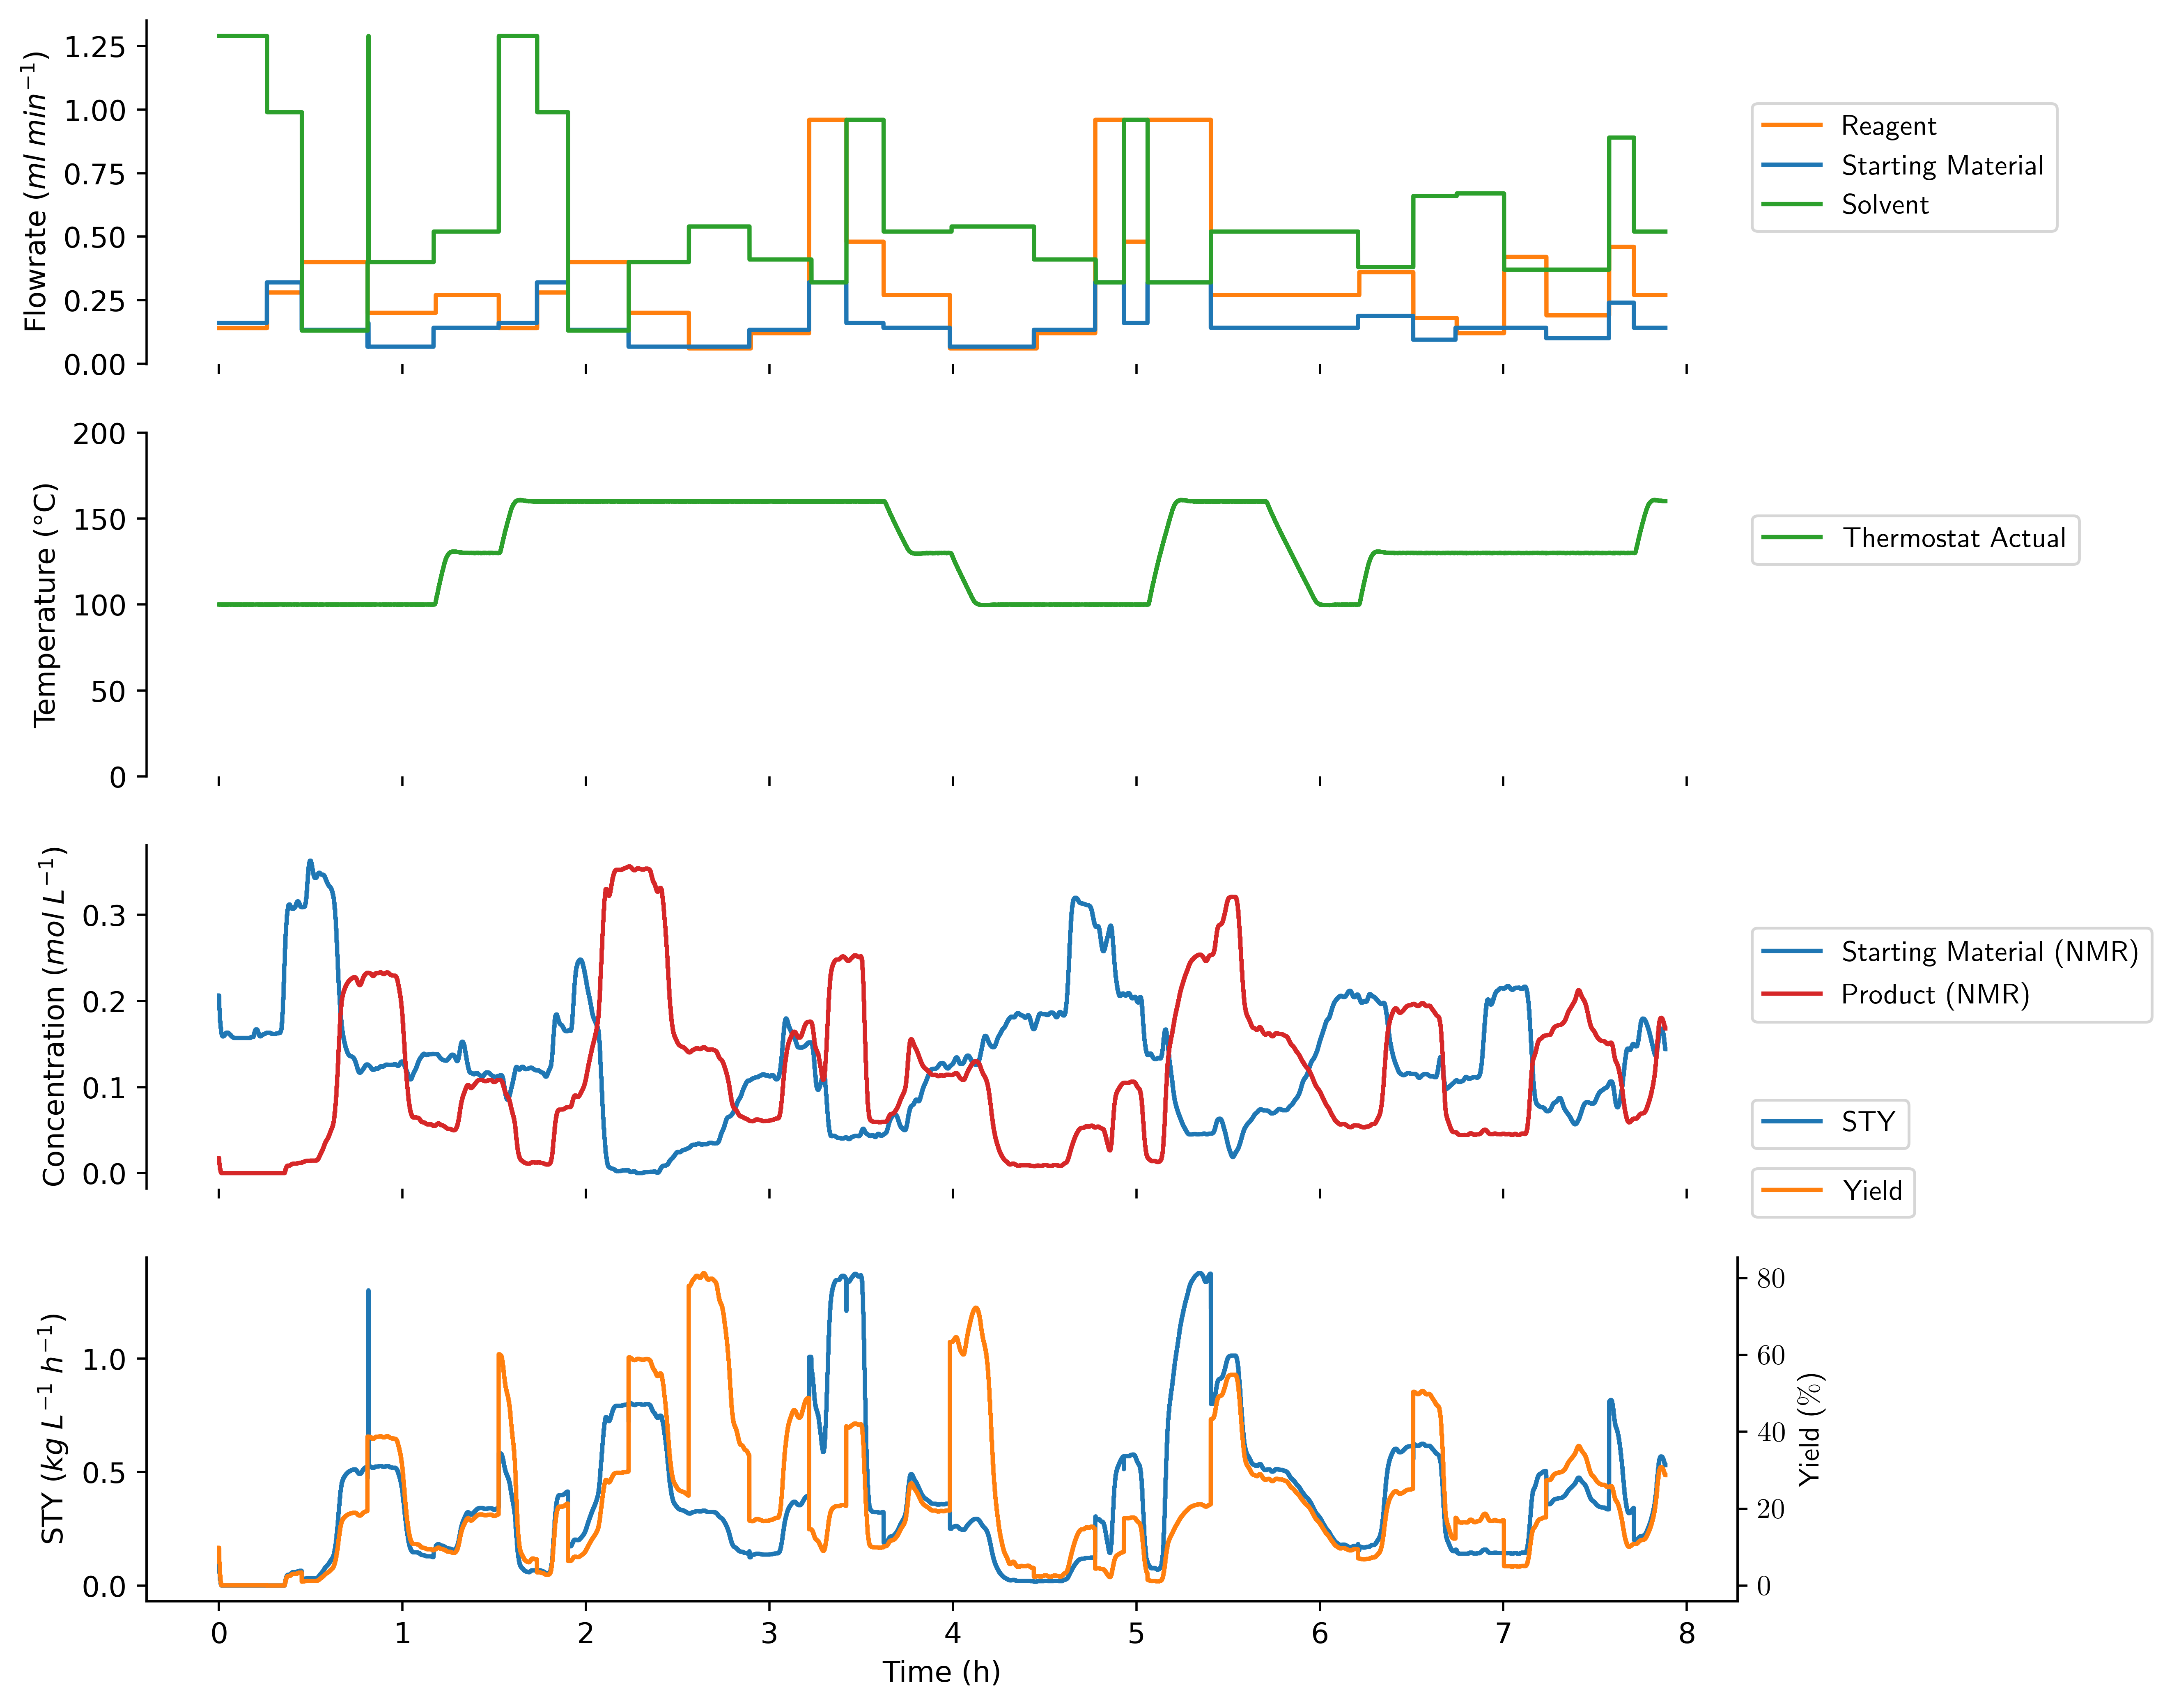 Flowrate (ml min⁻¹)
1.25
1.00
0.75
0.50
0.25
0.00
Reagent
Starting Material
Solvent
Temperature (°C)
200
150
100
50
0
Thermostat Actual
Concentration (mol L⁻¹)
0.3
0.2
0.1
0.0
Starting Material (NMR)
Product (NMR)
STY
Yield
STY (kg L⁻¹ h⁻¹)
1.0
0.5
0.0
80
60
40
20
0
Yield (%)
0 1 2 3 4 5 6 7 8
Time (h)